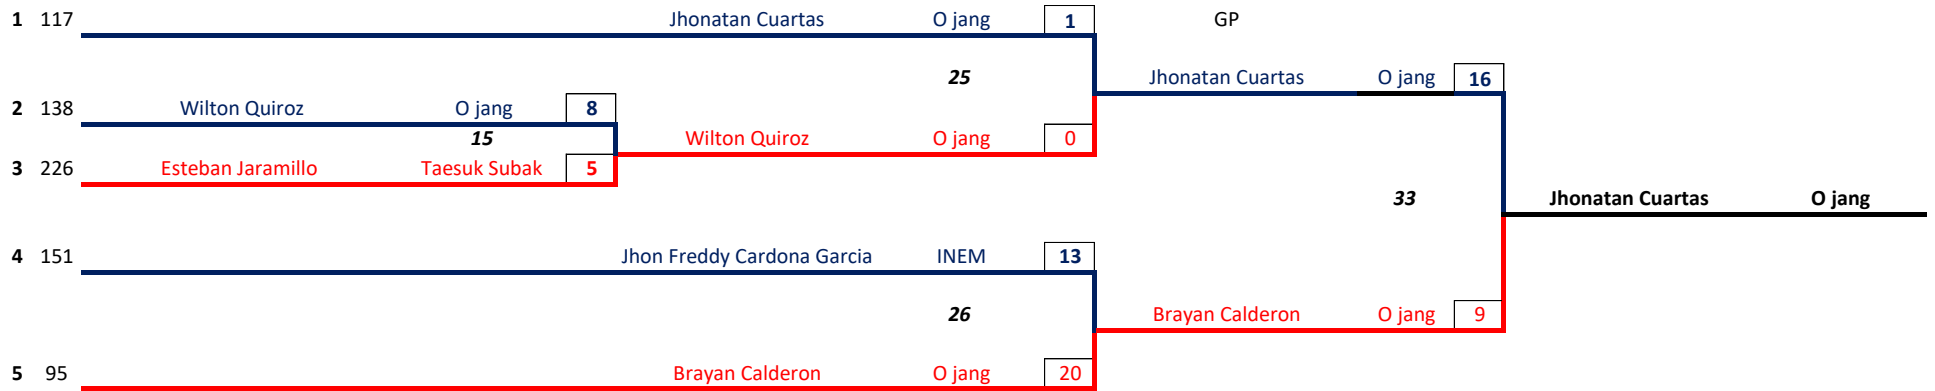 1 117 Jhonatan Cuartas O jang 1 GP
25 Jhonatan Cuartas O jang 16
2 138 Wilton Quiroz O jang 8
15 Wilton Quiroz O jang 0
3 226 Esteban Jaramillo Taesuk Subak 5
33 Jhonatan Cuartas O jang
4 151 Jhon Freddy Cardona Garcia INEM 13
26 Brayan Calderon O jang 9
5 95 Brayan Calderon O jang 20